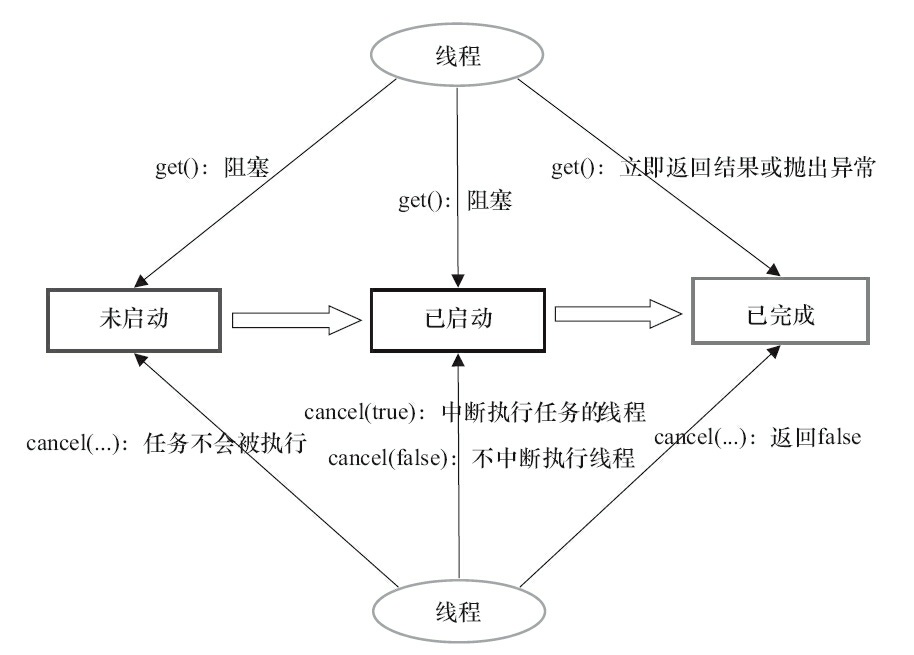 线程
get()：阻塞
get()：立即返回结果或抛出异常
get()：阻塞
未启动
已启动
已完成
cancel(true)：中断执行任务的线程
cancel(...)：任务不会被执行
cancel(...)：返回false
cancel(false)：不中断执行线程
线程